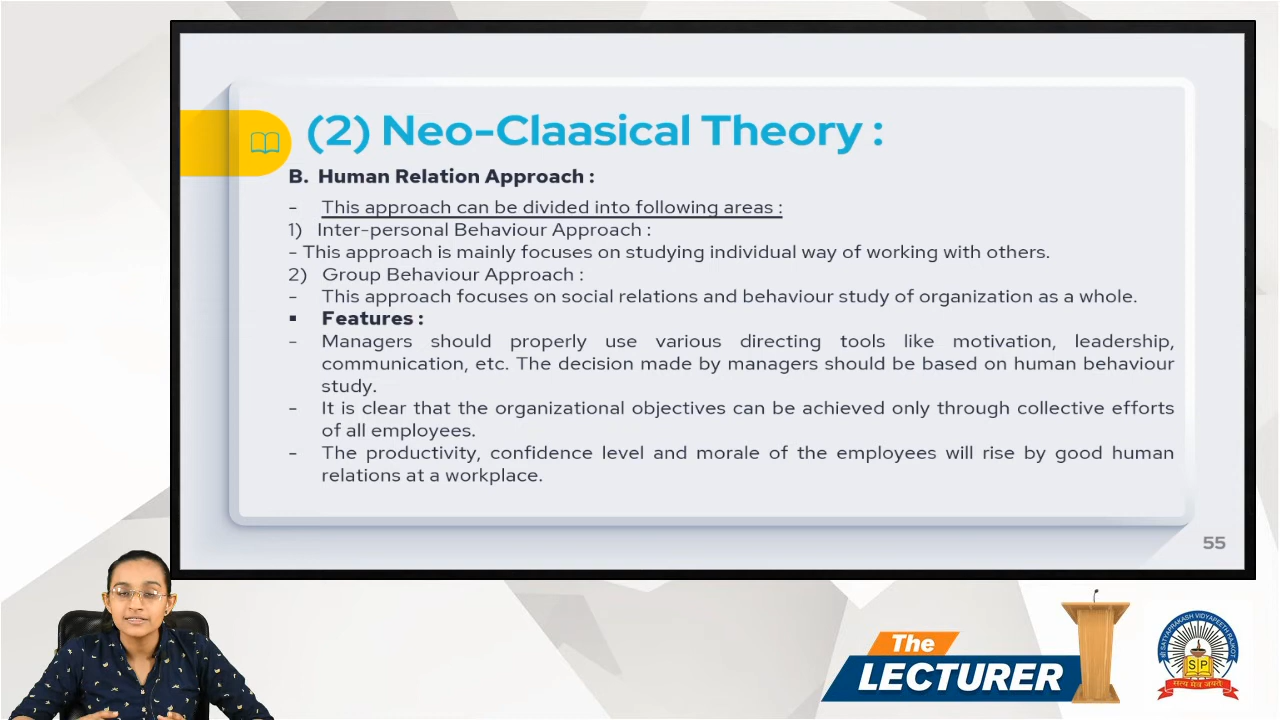 (2) Neo-Claasical Theory :
B. Human Relation Approach :
- This approach can be divided into following areas :
1) Inter-personal Behaviour Approach :
- This approach is mainly focuses on studying individual way of working with others.
2) Group Behaviour Approach :
- This approach focuses on social relations and behaviour study of organization as a whole.
▪ Features :
- Managers should properly use various directing tools like motivation, leadership,
communication, etc. The decision made by managers should be based on human behaviour
study.
- It is clear that the organizational objectives can be achieved only through collective efforts
of all employees.
- The productivity, confidence level and morale of the employees will rise by good human
relations at a workplace.
55
The
LECTURER
SATYAPRAKASH VIDYAPEETH RAJKOT
S P
सत्य मेव जयते